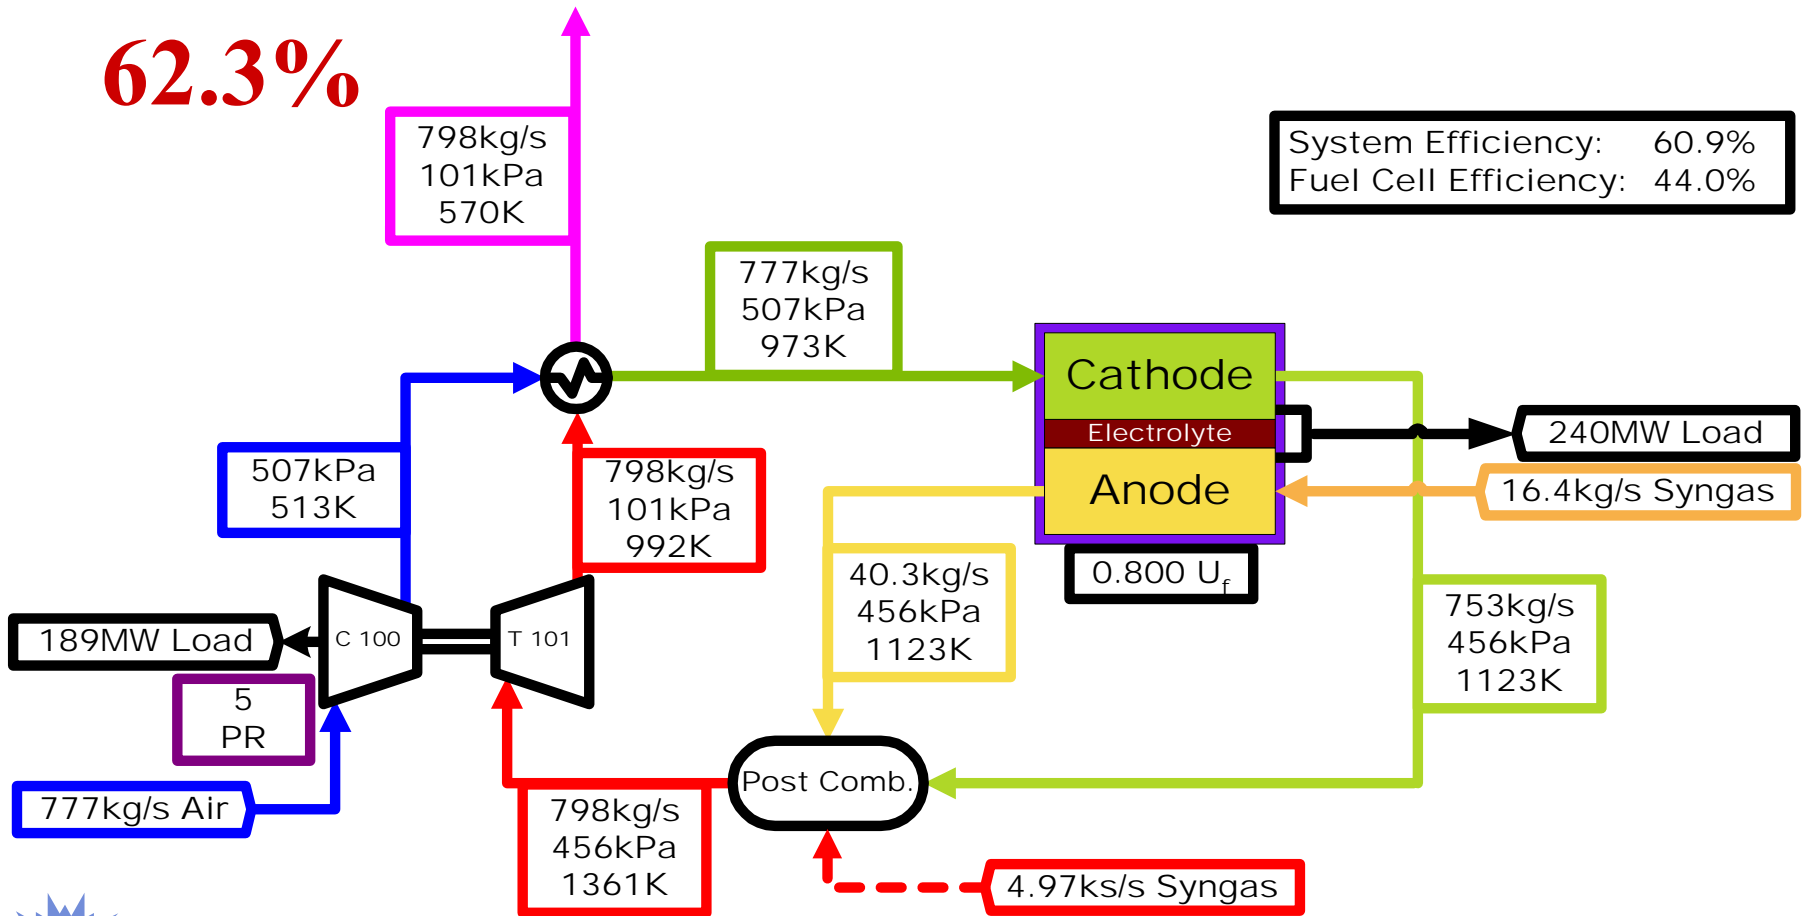 62.3%
798kg/s
101kPa
570K
System Efficiency: 60.9%
Fuel Cell Efficiency: 44.0%
777kg/s
507kPa
973K
Cathode
Electrolyte
Anode
240MW Load
16.4kg/s Syngas
507kPa
513K
798kg/s
101kPa
992K
0.800 Uf
40.3kg/s
456kPa
1123K
753kg/s
456kPa
1123K
189MW Load
C 100
T 101
5
PR
777kg/s Air
Post Comb.
798kg/s
456kPa
1361K
4.97ks/s Syngas